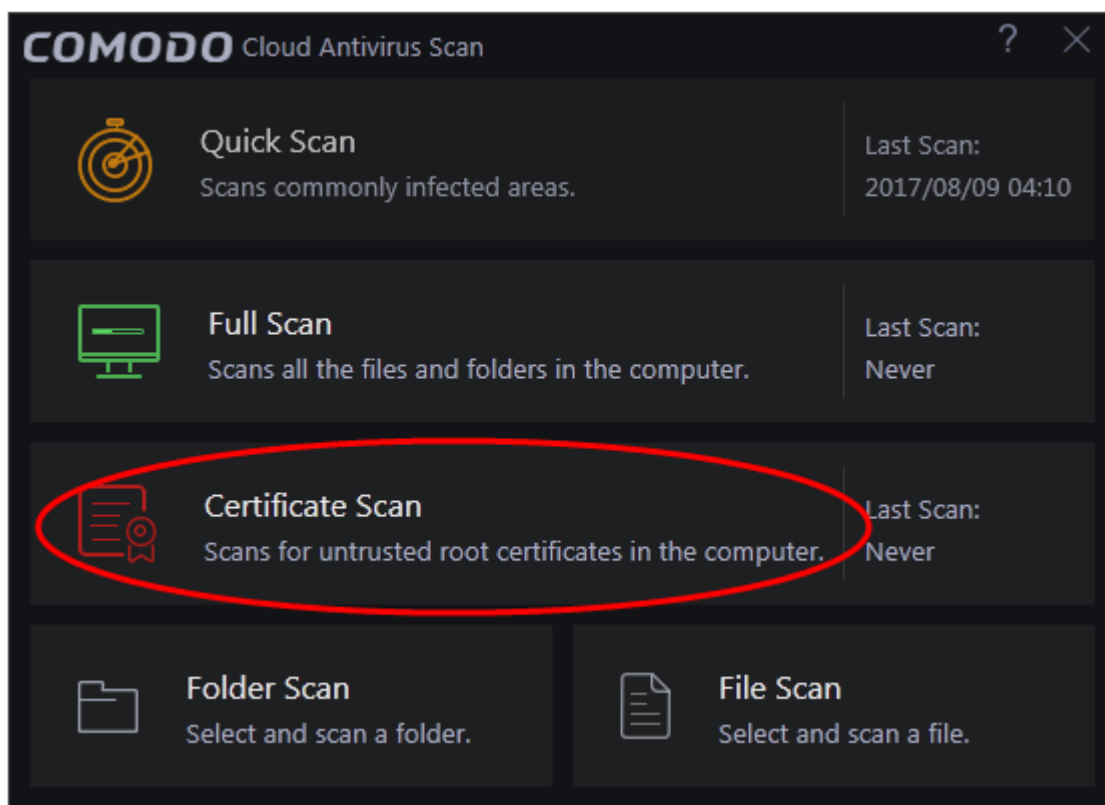 COMODO Cloud Antivirus Scan ?
Quick Scan
Scans commonly infected areas.
Last Scan:
2017/08/09 04:10
Full Scan
Scans all the files and folders in the computer.
Last Scan:
Never
Certificate Scan
Scans for untrusted root certificates in the computer.
Last Scan:
Never
Folder Scan
Select and scan a folder.
File Scan
Select and scan a file.